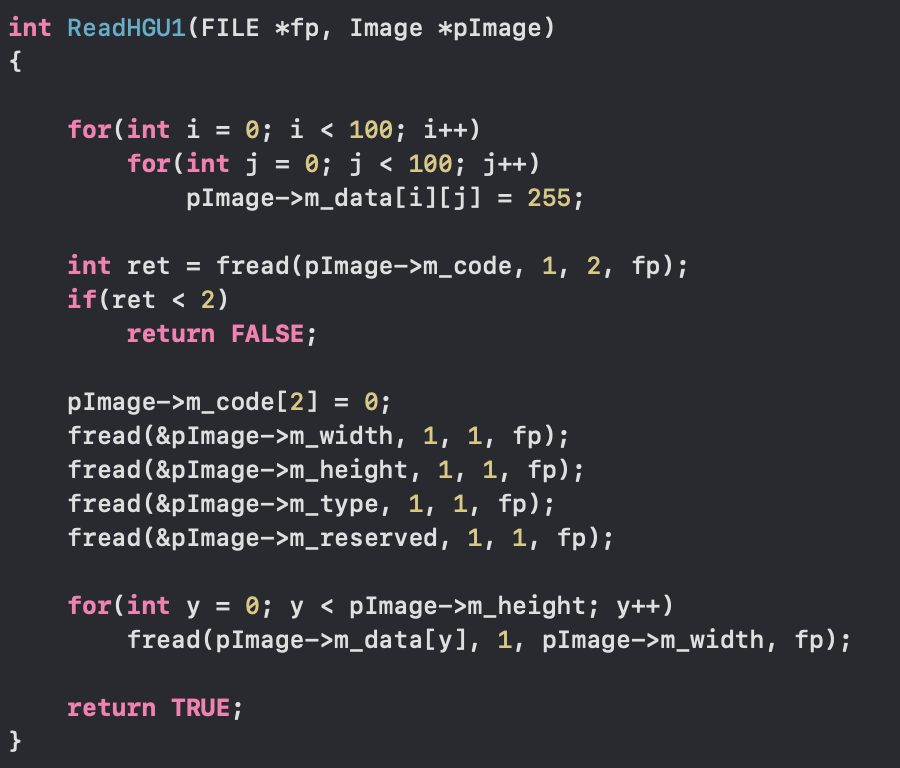 int ReadHGU1(FILE *fp, Image *pImage)
{
    for(int i = 0; i < 100; i++)
        for(int j = 0; j < 100; j++)
            pImage->m_data[i][j] = 255;
    int ret = fread(pImage->m_code, 1, 2, fp);
    if(ret < 2)
        return FALSE;
    pImage->m_code[2] = 0;
    fread(&pImage->m_width, 1, 1, fp);
    fread(&pImage->m_height, 1, 1, fp);
    fread(&pImage->m_type, 1, 1, fp);
    fread(&pImage->m_reserved, 1, 1, fp);
    for(int y = 0; y < pImage->m_height; y++)
        fread(pImage->m_data[y], 1, pImage->m_width, fp);
    return TRUE;
}